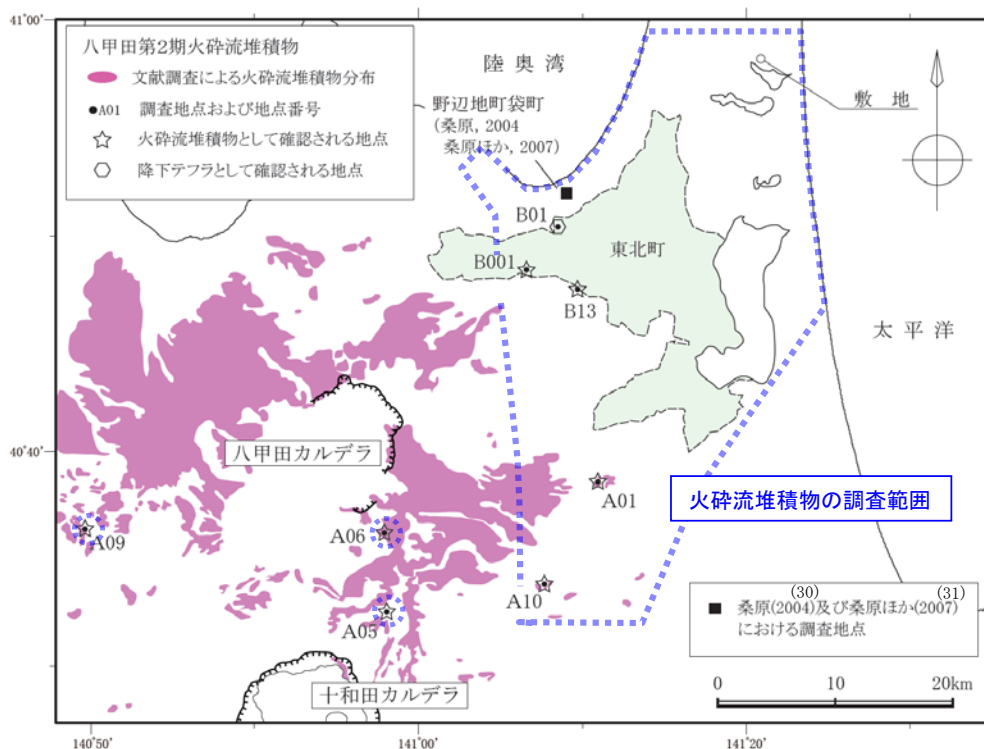 41°00′
八甲田第2期火砕流堆積物
文献調査による火砕流堆積物分布
A01 調査地点および地点番号
火砕流堆積物として確認される地点
降下テフラとして確認される地点
陸奥湾
野辺地町袋町
(桑原, 2004
桑原ほか, 2007)
敷地
B01
東北町
B001
B13
太平洋
八甲田カルデラ
40°40′
A01
火砕流堆積物の調査範囲
A09
A06
A10
A05
(30) (31)
桑原(2004)及び桑原ほか(2007)
における調査地点
十和田カルデラ
0 10 20km
140°50′ 141°00′ 141°20′